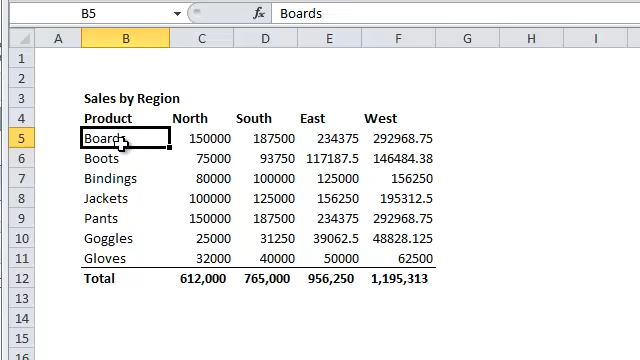 B5 fx Boards
A B C D E F G H I
1
2
3 Sales by Region
4 Product North South East West
5 Boards 150000 187500 234375 292968.75
6 Boots 75000 93750 117187.5 146484.38
7 Bindings 80000 100000 125000 156250
8 Jackets 100000 125000 156250 195312.5
9 Pants 150000 187500 234375 292968.75
10 Goggles 25000 31250 39062.5 48828.125
11 Gloves 32000 40000 50000 62500
12 Total 612,000 765,000 956,250 1,195,313
13
14
15
16